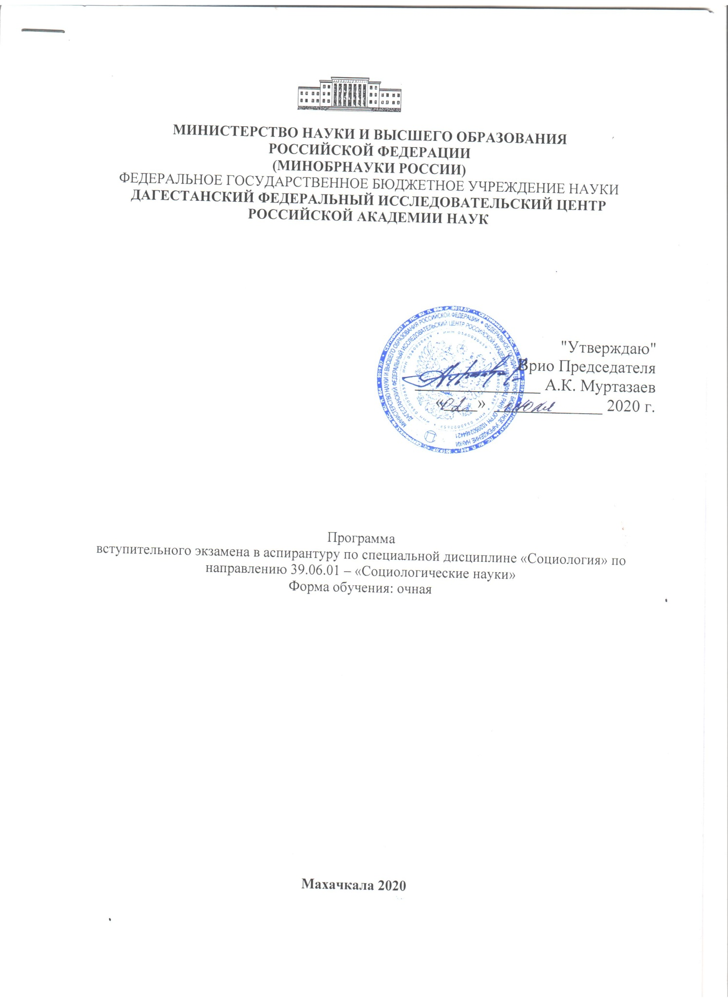 МИНИСТЕРСТВО НАУКИ И ВЫСШЕГО ОБРАЗОВАНИЯ
РОССИЙСКОЙ ФЕДЕРАЦИИ
(МИНОБРНАУКИ РОССИИ)
ФЕДЕРАЛЬНОЕ ГОСУДАРСТВЕННОЕ БЮДЖЕТНОЕ УЧРЕЖДЕНИЕ НАУКИ
ДАГЕСТАНСКИЙ ФЕДЕРАЛЬНЫЙ ИССЛЕДОВАТЕЛЬСКИЙ ЦЕНТР
РОССИЙСКОЙ АКАДЕМИИ НАУК
"Утверждаю"
Врио Председателя
А.К. Муртазаев
«02» июля 2020 г.
МИНИСТЕРСТВО НАУКИ И ВЫСШЕГО ОБРАЗОВАНИЯ РОССИЙСКОЙ ФЕДЕРАЦИИ • ФЕДЕРАЛЬНОЕ ГОСУДАРСТВЕННОЕ БЮДЖЕТНОЕ УЧРЕЖДЕНИЕ НАУКИ
ДАГЕСТАНСКИЙ ФЕДЕРАЛЬНЫЙ ИССЛЕДОВАТЕЛЬСКИЙ ЦЕНТР РОССИЙСКОЙ АКАДЕМИИ НАУК ОГРН 1020502464421
ИНН 0560020659
Программа
вступительного экзамена в аспирантуру по специальной дисциплине «Социология» по
направлению 39.06.01 – «Социологические науки»
Форма обучения: очная
Махачкала 2020